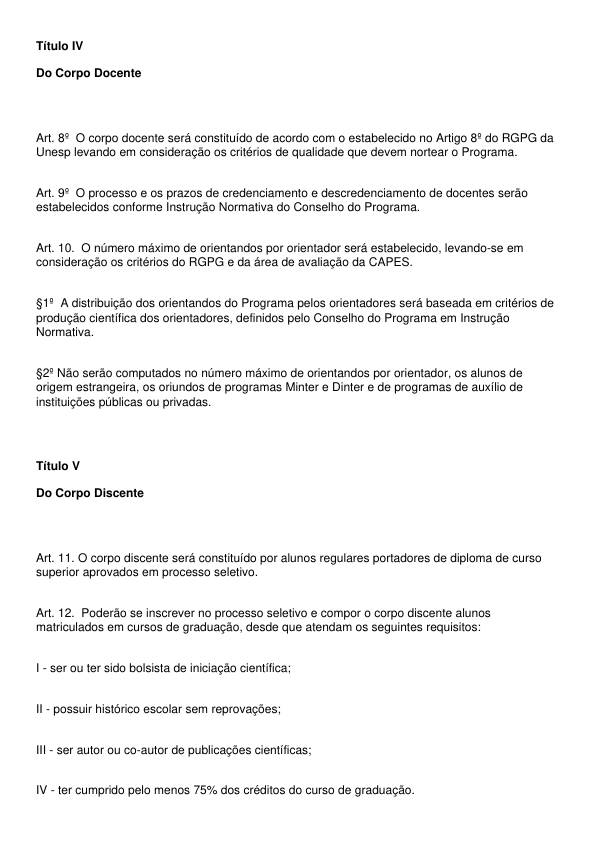 Título IV
Do Corpo Docente
Art. 8º  O corpo docente será constituído de acordo com o estabelecido no Artigo 8º do RGPG da
Unesp levando em consideração os critérios de qualidade que devem nortear o Programa.
Art. 9º  O processo e os prazos de credenciamento e descredenciamento de docentes serão
estabelecidos conforme Instrução Normativa do Conselho do Programa.
Art. 10.  O número máximo de orientandos por orientador será estabelecido, levando-se em
consideração os critérios do RGPG e da área de avaliação da CAPES.
§1º  A distribuição dos orientandos do Programa pelos orientadores será baseada em critérios de
produção científica dos orientadores, definidos pelo Conselho do Programa em Instrução
Normativa.
§2º Não serão computados no número máximo de orientandos por orientador, os alunos de
origem estrangeira, os oriundos de programas Minter e Dinter e de programas de auxílio de
instituições públicas ou privadas.
Título V
Do Corpo Discente
Art. 11. O corpo discente será constituído por alunos regulares portadores de diploma de curso
superior aprovados em processo seletivo.
Art. 12.  Poderão se inscrever no processo seletivo e compor o corpo discente alunos
matriculados em cursos de graduação, desde que atendam os seguintes requisitos:
I - ser ou ter sido bolsista de iniciação científica;
II - possuir histórico escolar sem reprovações;
III - ser autor ou co-autor de publicações científicas;
IV - ter cumprido pelo menos 75% dos créditos do curso de graduação.